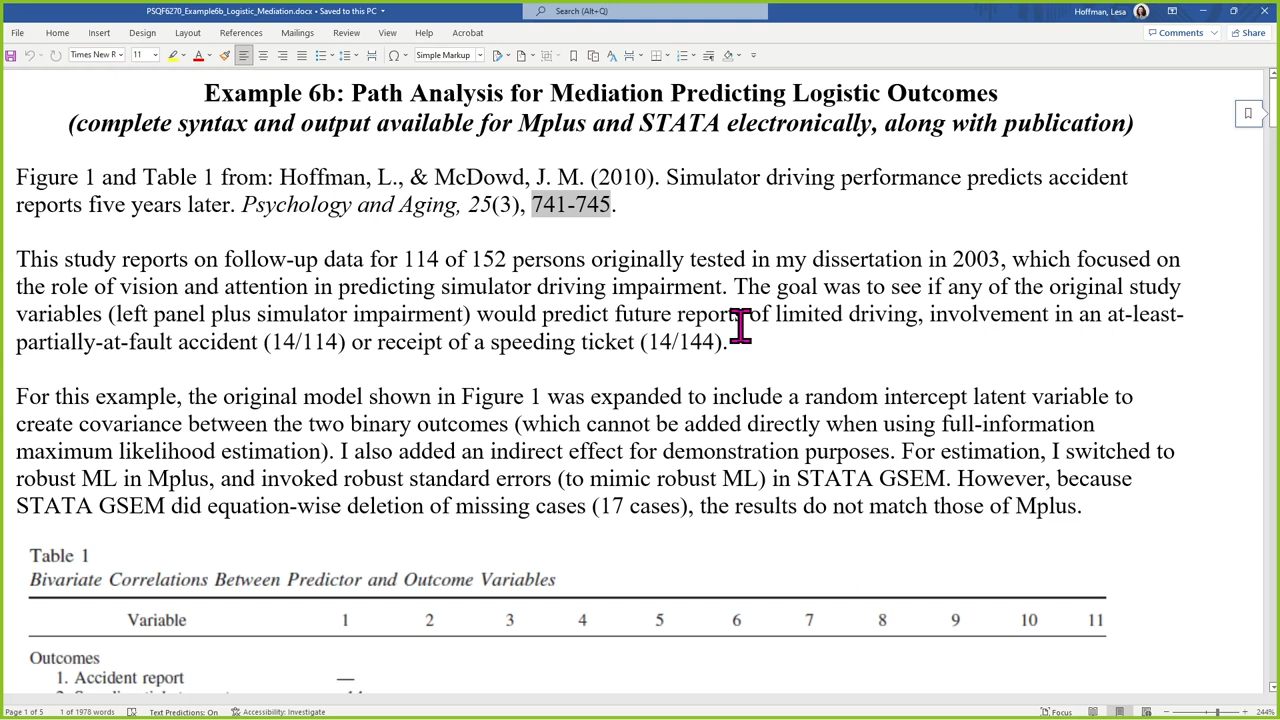 PSQF6270_Example6b_Logistic_Mediation.docx • Saved to this PC
Search (Alt+Q)
Hoffman, Lesa
File Home Insert Design Layout References Mailings Review View Help Acrobat
Comments Share
Times New R 11 Simple Markup
Example 6b: Path Analysis for Mediation Predicting Logistic Outcomes
(complete syntax and output available for Mplus and STATA electronically, along with publication)
Figure 1 and Table 1 from: Hoffman, L., & McDowd, J. M. (2010). Simulator driving performance predicts accident
reports five years later. Psychology and Aging, 25(3), 741-745.
This study reports on follow-up data for 114 of 152 persons originally tested in my dissertation in 2003, which focused on
the role of vision and attention in predicting simulator driving impairment. The goal was to see if any of the original study
variables (left panel plus simulator impairment) would predict future reports of limited driving, involvement in an at-least-
partially-at-fault accident (14/114) or receipt of a speeding ticket (14/144).
For this example, the original model shown in Figure 1 was expanded to include a random intercept latent variable to
create covariance between the two binary outcomes (which cannot be added directly when using full-information
maximum likelihood estimation). I also added an indirect effect for demonstration purposes. For estimation, I switched to
robust ML in Mplus, and invoked robust standard errors (to mimic robust ML) in STATA GSEM. However, because
STATA GSEM did equation-wise deletion of missing cases (17 cases), the results do not match those of Mplus.
Table 1
Bivariate Correlations Between Predictor and Outcome Variables
Variable 1 2 3 4 5 6 7 8 9 10 11
Outcomes
1. Accident report —
Page 1 of 5 1 of 1978 words Text Predictions: On Accessibility: Investigate Focus 244%